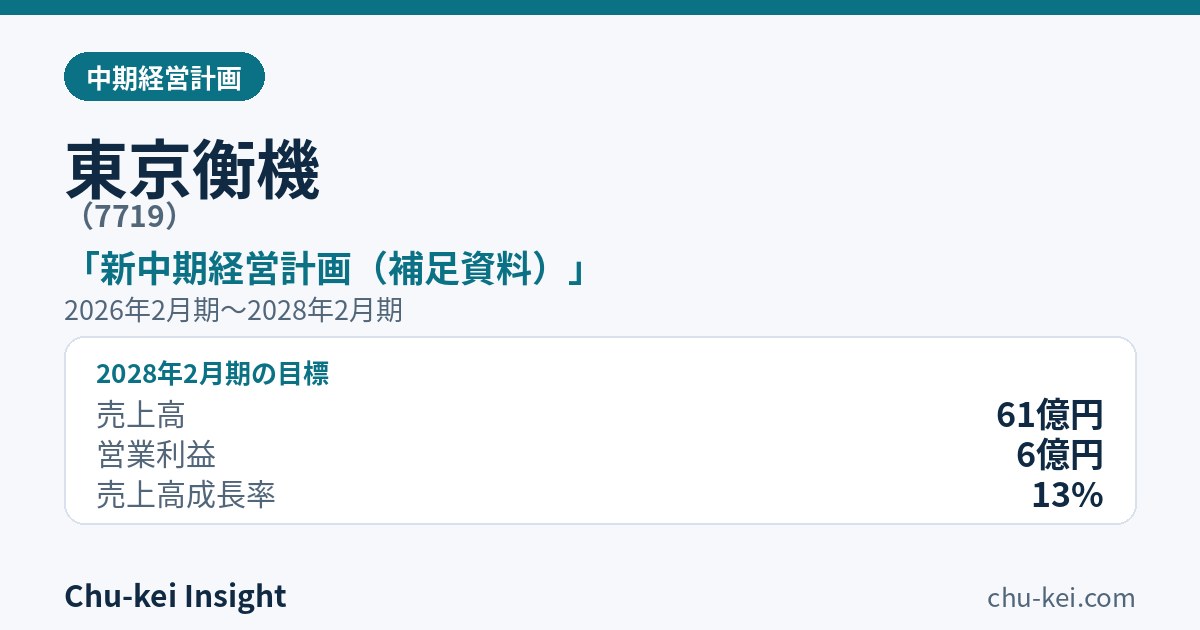 中期経営計画
東京衡機
（7719）
「新中期経営計画（補足資料）」
2026年2月期～2028年2月期
2028年2月期の目標
売上高 61億円
営業利益 6億円
売上高成長率 13%
Chu-kei Insight chu-kei.com